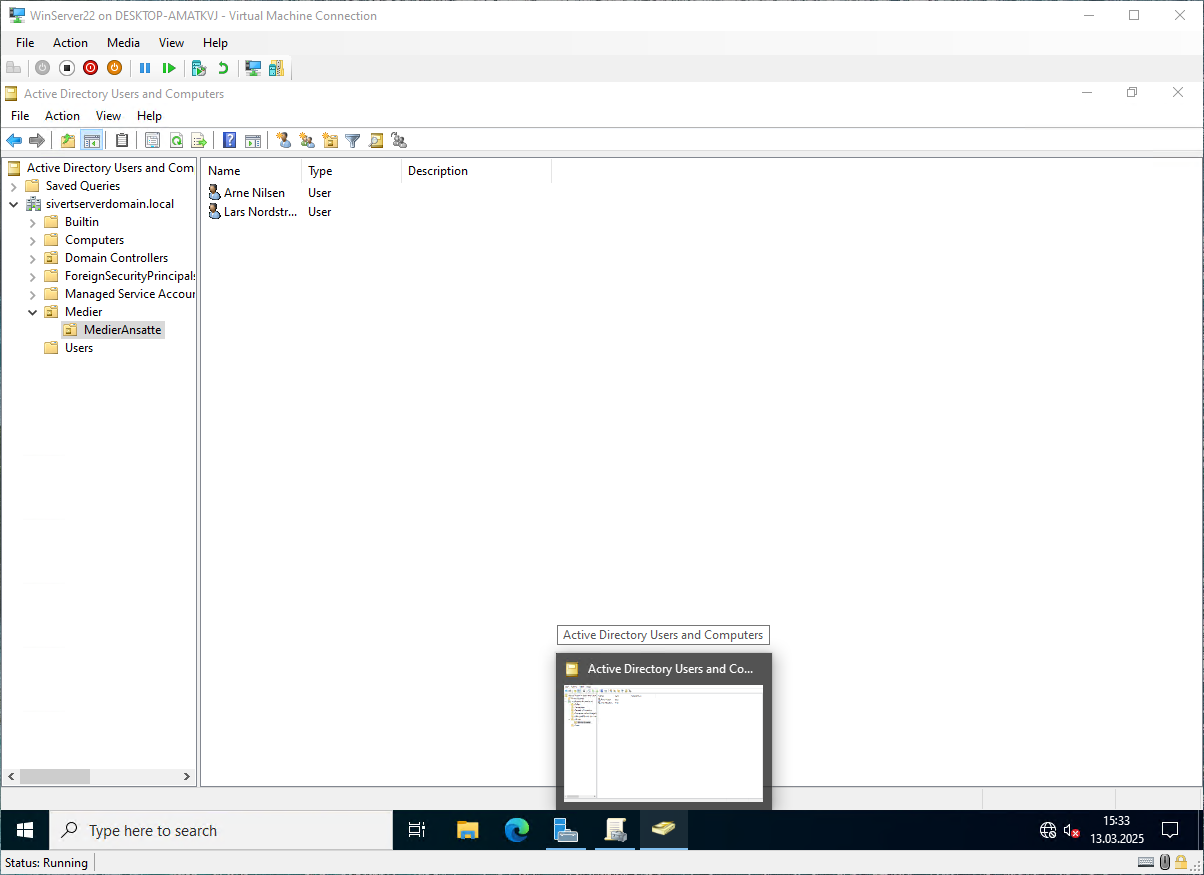 WinServer22 on DESKTOP-AMATKVJ - Virtual Machine Connection
File Action Media View Help
Active Directory Users and Computers
File Action View Help
Active Directory Users and Com
Saved Queries
sivertserverdomain.local
Builtin
Computers
Domain Controllers
ForeignSecurityPrincipals
Managed Service Accour
Medier
MedierAnsatte
Users
Name Type Description
Arne Nilsen User
Lars Nordstr... User
Active Directory Users and Computers
Active Directory Users and Co...
Type here to search
15:33
13.03.2025
Status: Running